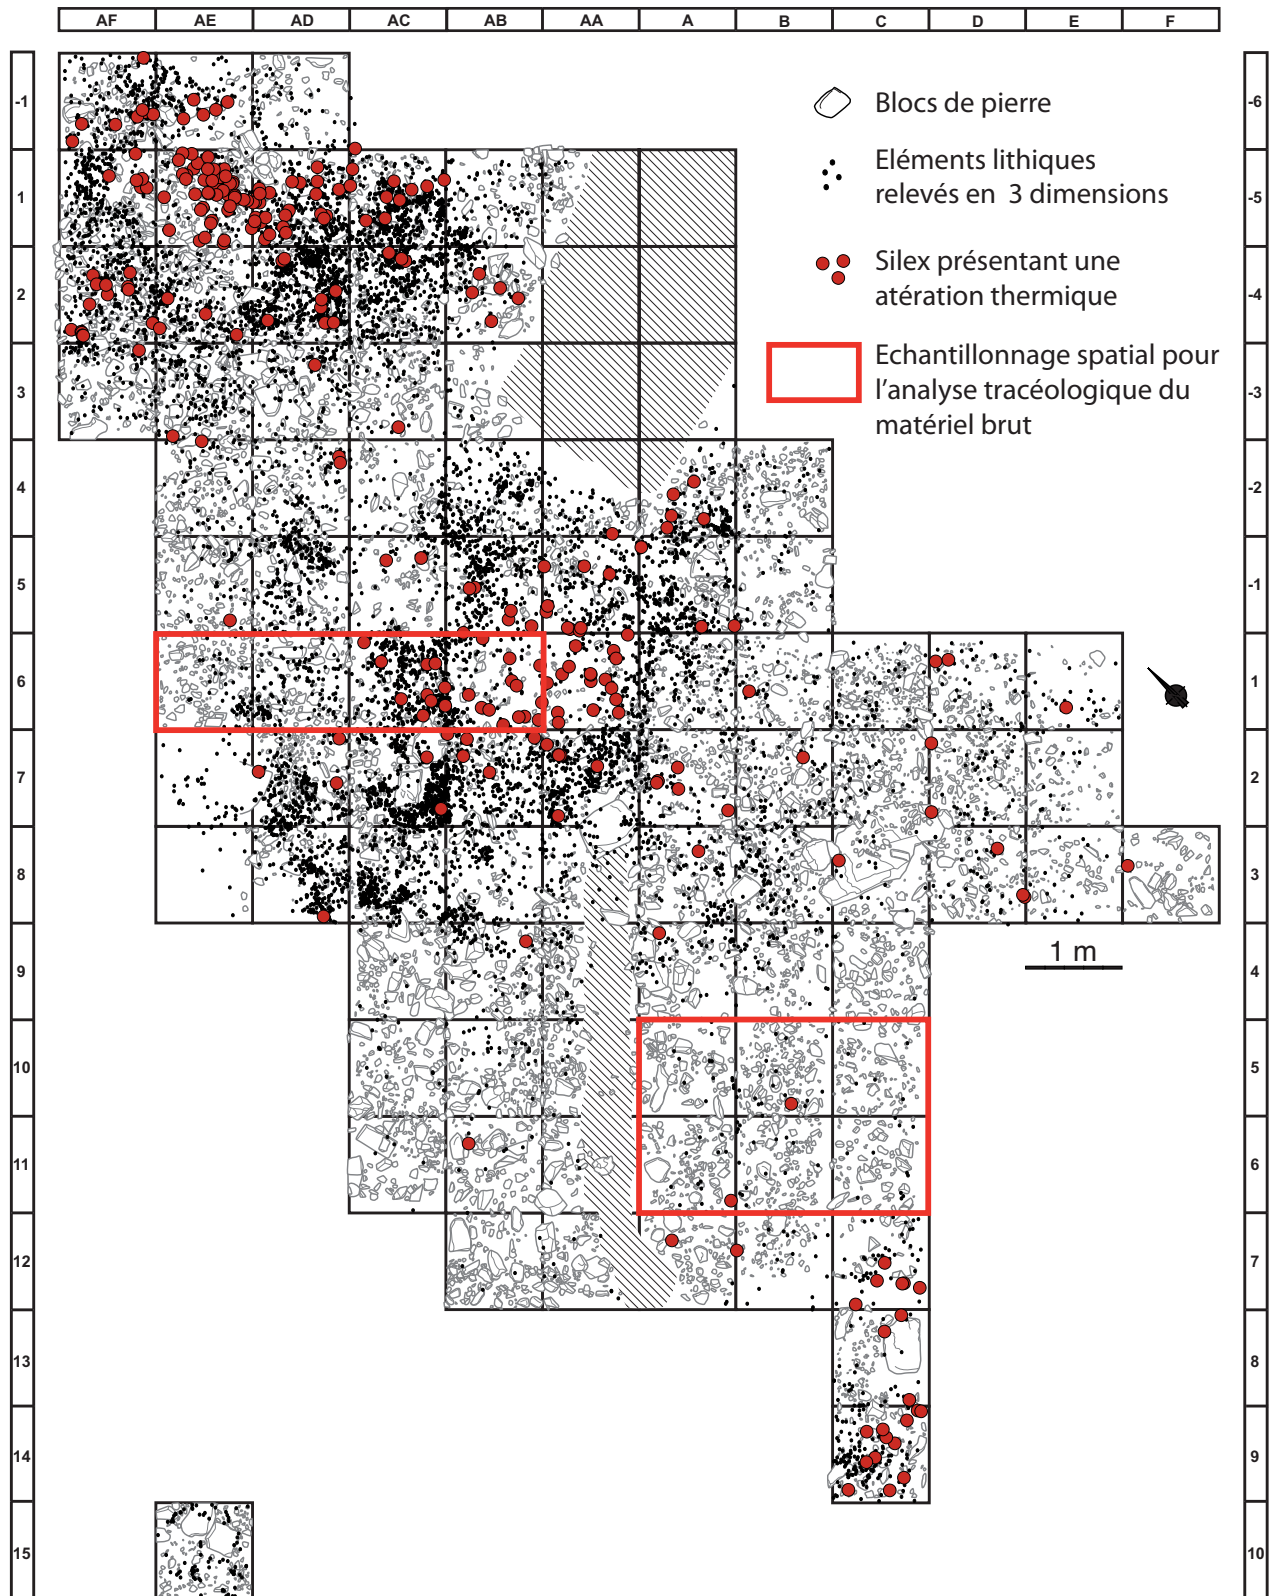 AF AE AD AC AB AA A B C D E F
-1 -6
Blocs de pierre
Eléments lithiques
relevés en 3 dimensions
1 -5
Silex présentant une
atération thermique
2 -4
Echantillonnage spatial pour
l'analyse tracéologique du
matériel brut
3 -3
4 -2
5 -1
6 1
7 2
8 3
1 m
9 4
10 5
11 6
12 7
13 8
14 9
15 10